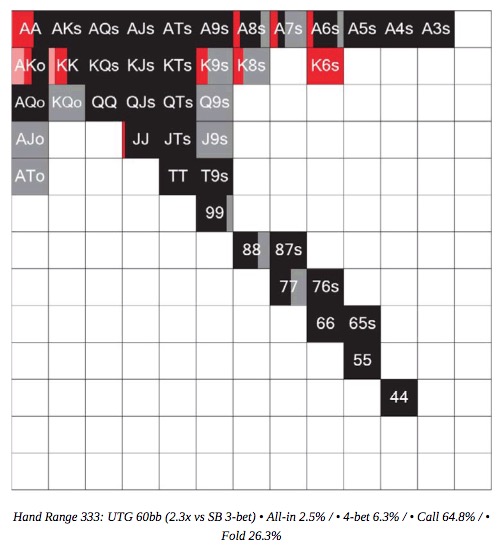 AA AKs AQs AJs ATs A9s A8s A7s A6s A5s A4s A3s
AKo KK KQs KJs KTs K9s K8s K6s
AQo KQo QQ QJs QTs Q9s
AJo JJ JTs J9s
ATo TT T9s
99
88 87s
77 76s
66 65s
55
44
Hand Range 333: UTG 60bb (2.3x vs SB 3-bet) • All-in 2.5% / • 4-bet 6.3% / • Call 64.8% / •
Fold 26.3%